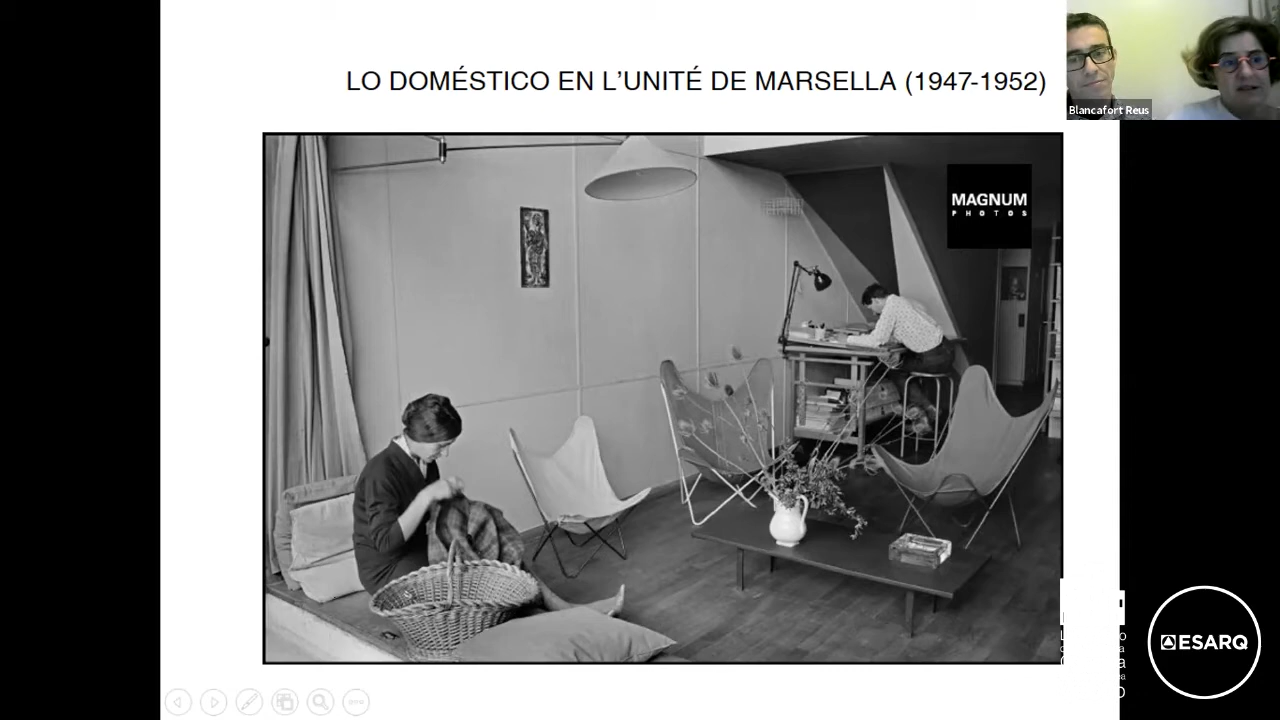 LO DOMÉSTICO EN L’UNITÉ DE MARSELLA (1947-1952)
Blancafort Reus
MAGNUM
PHOTOS
ESARQ